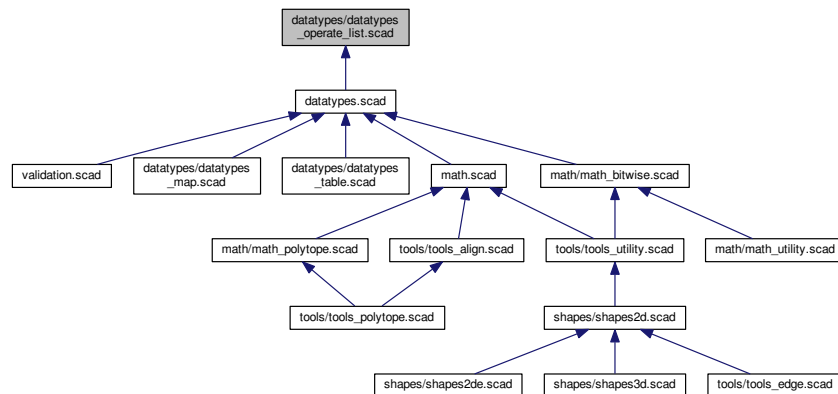 datatypes/datatypes
_operate_list.scad
datatypes.scad
validation.scad
datatypes/datatypes
_map.scad
datatypes/datatypes
_table.scad
math.scad
math/math_bitwise.scad
math/math_polytope.scad
tools/tools_align.scad
tools/tools_utility.scad
math/math_utility.scad
tools/tools_polytope.scad
shapes/shapes2d.scad
shapes/shapes2de.scad
shapes/shapes3d.scad
tools/tools_edge.scad